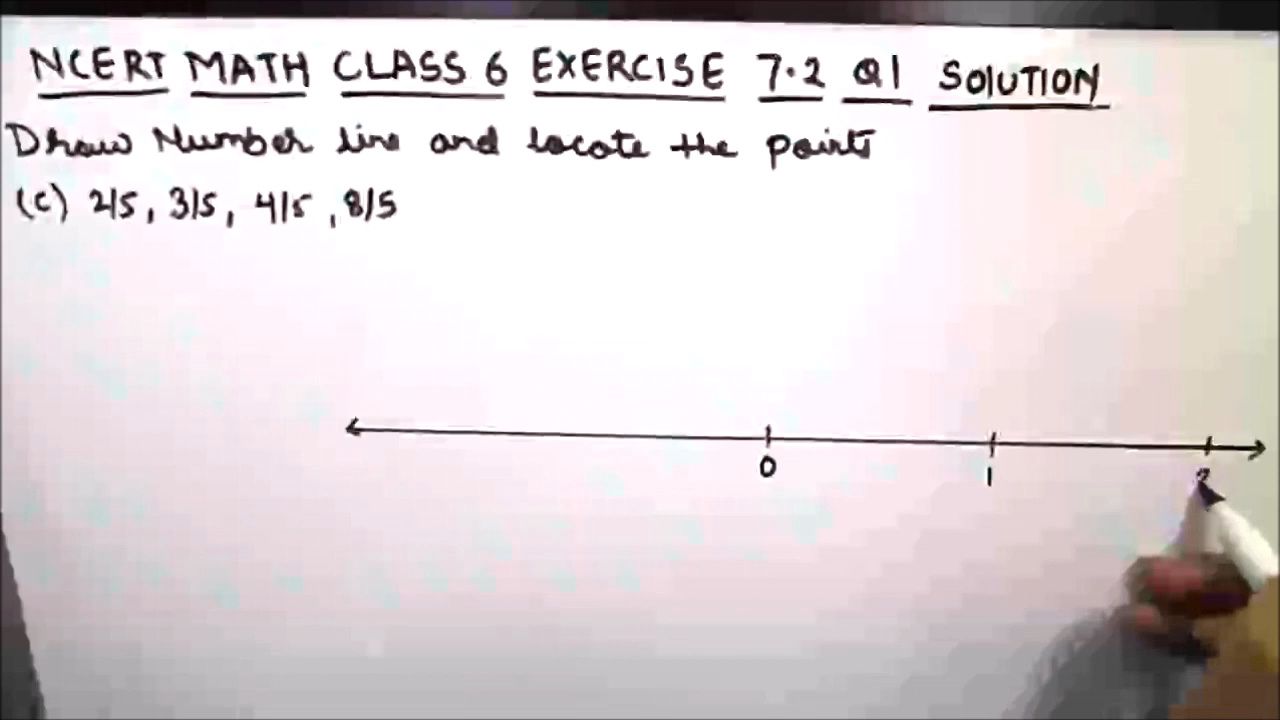 NCERT MATH CLASS 6 EXERCISE 7.2 Q1 SOLUTION
Draw Number line and locate the points
(C) 2/5, 3/5, 4/5, 8/5
0 1